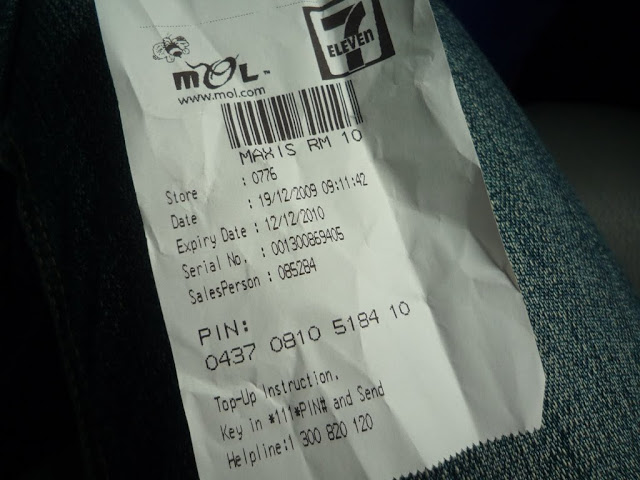 mOL™
www.mol.com
7
ELEVEn
MAXIS RM 10
Store : 0776
Date : 19/12/2009 09:11:42
Expiry Date : 12/12/2010
Serial No. : 001300869405
SalesPerson : 085284
PIN:
0437 0810 5184 10
Top-Up Instruction.
Key in *111*PIN# and Send
Helpline:1 300 820 120